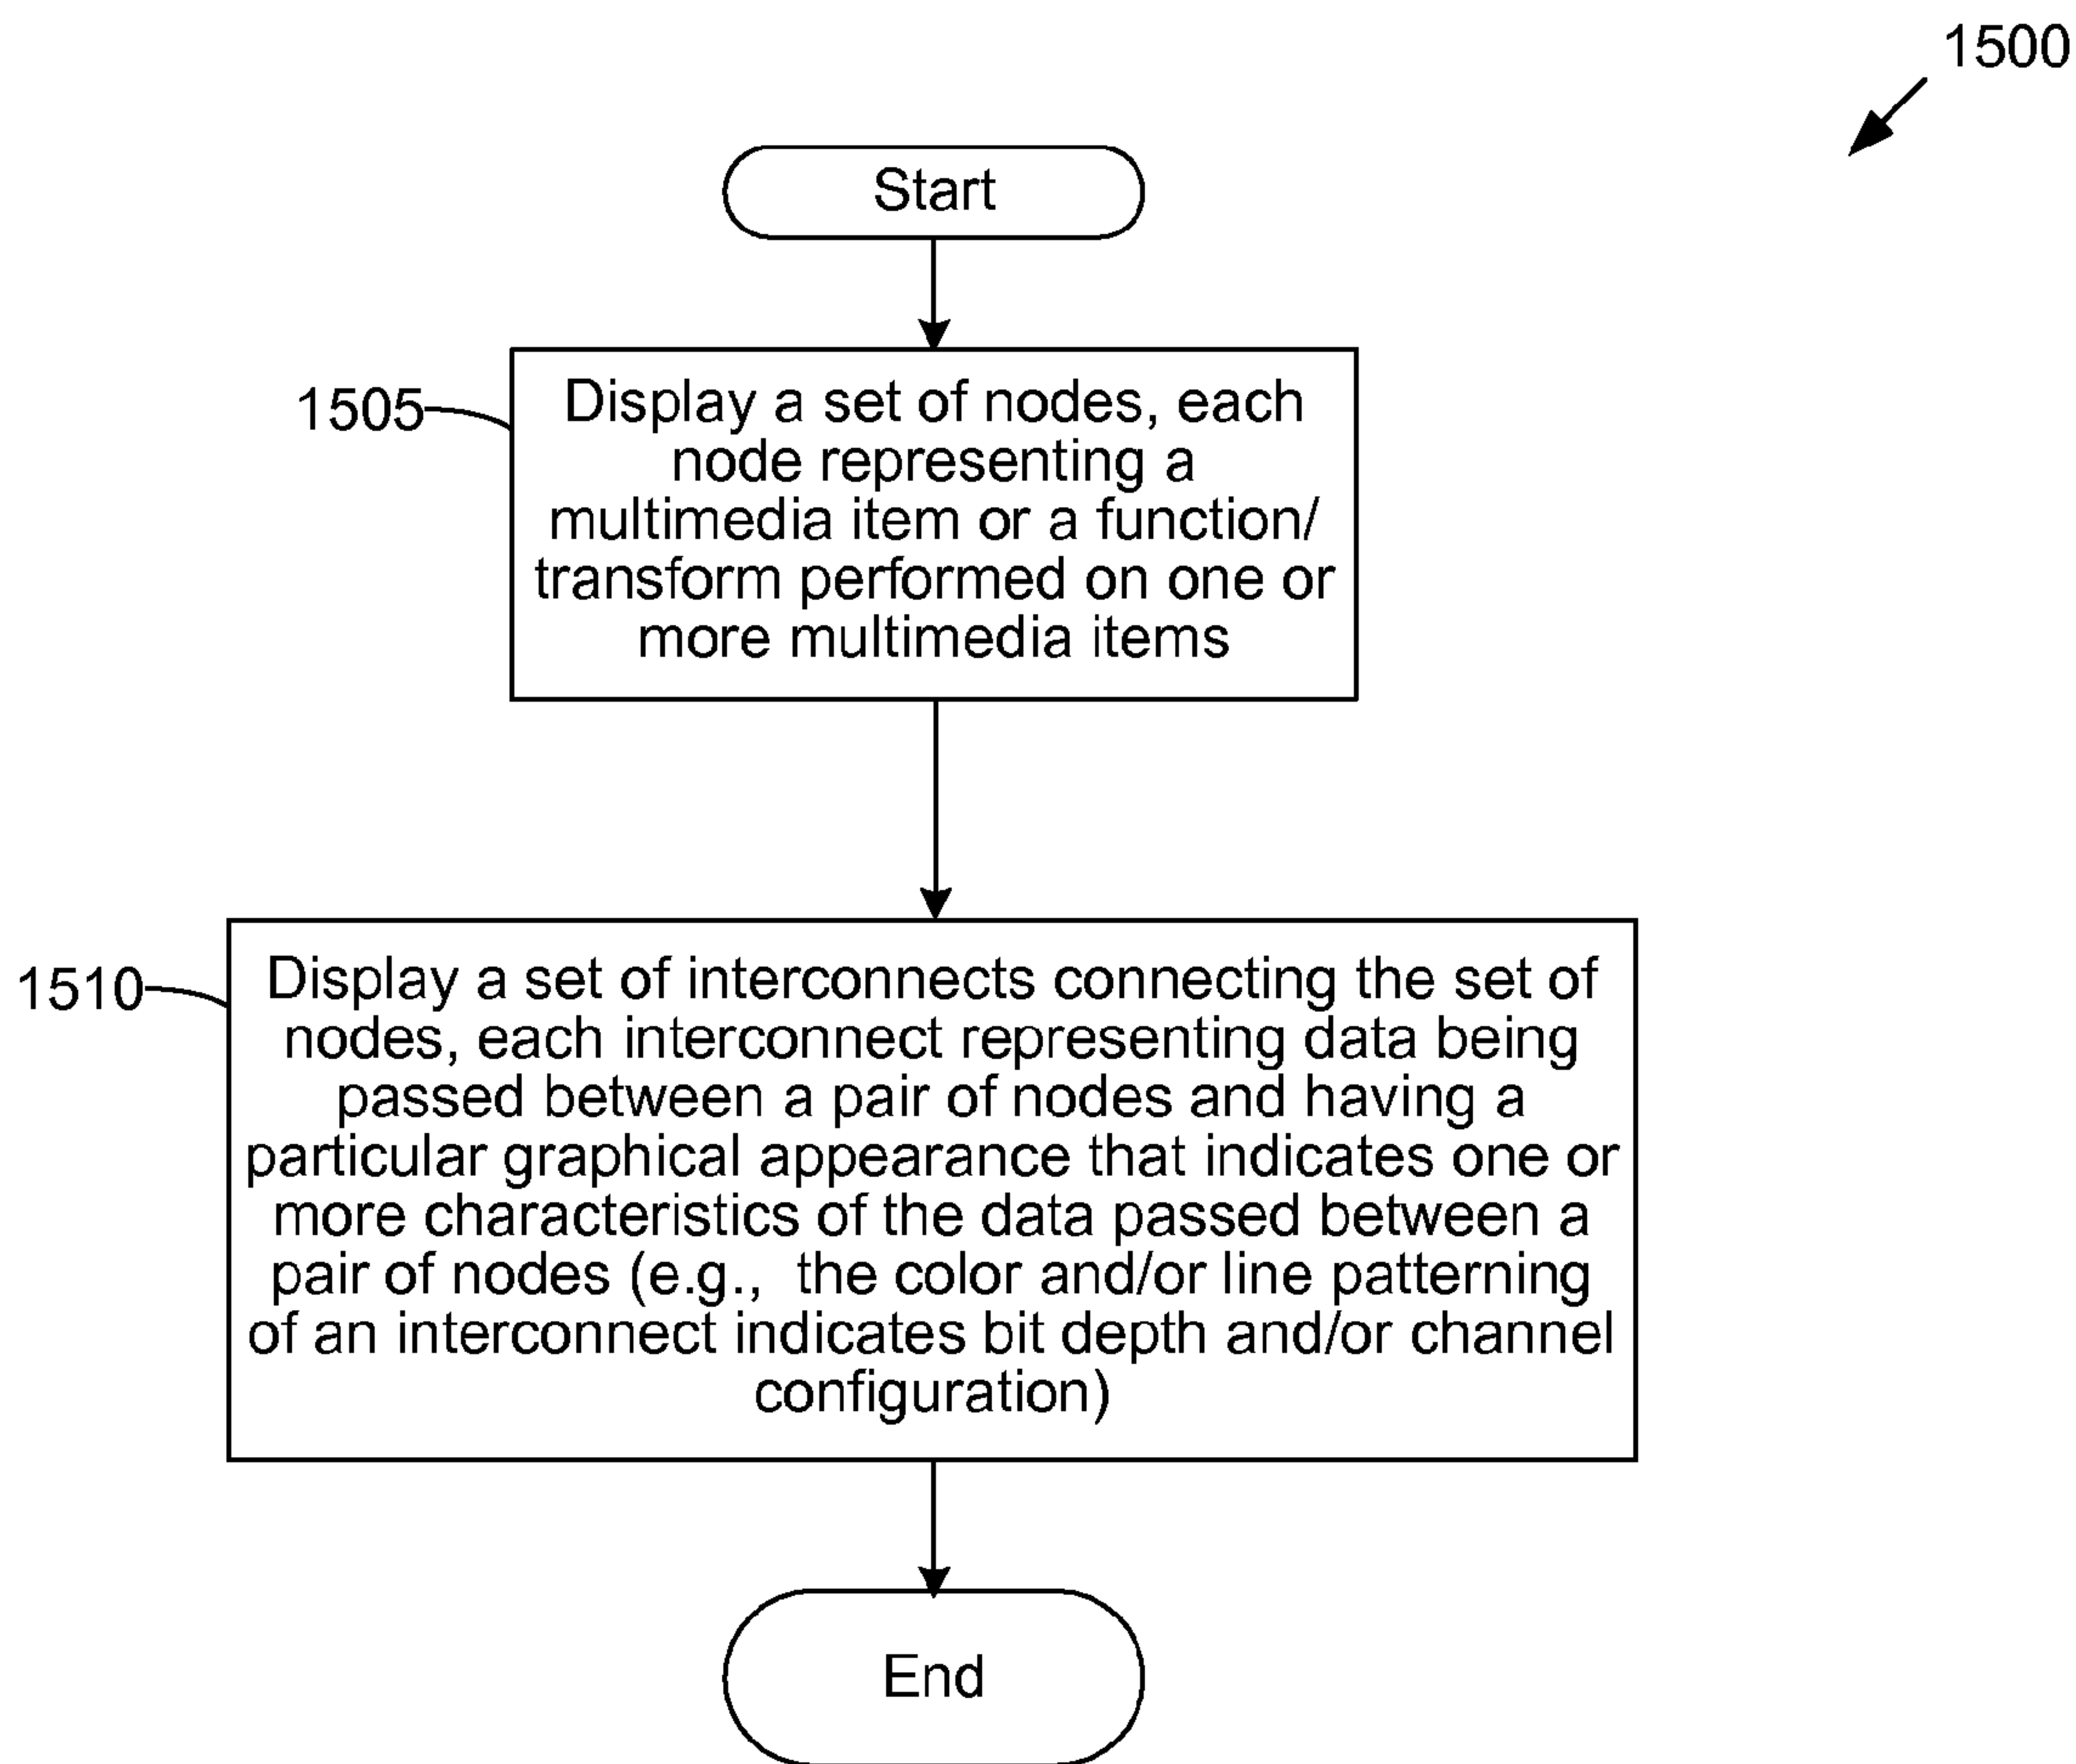 1500
Start
1505
Display a set of nodes, each
node representing a
multimedia item or a function/
transform performed on one or
more multimedia items
1510
Display a set of interconnects connecting the set of
nodes, each interconnect representing data being
passed between a pair of nodes and having a
particular graphical appearance that indicates one or
more characteristics of the data passed between a
pair of nodes (e.g.,  the color and/or line patterning
of an interconnect indicates bit depth and/or channel
configuration)
End